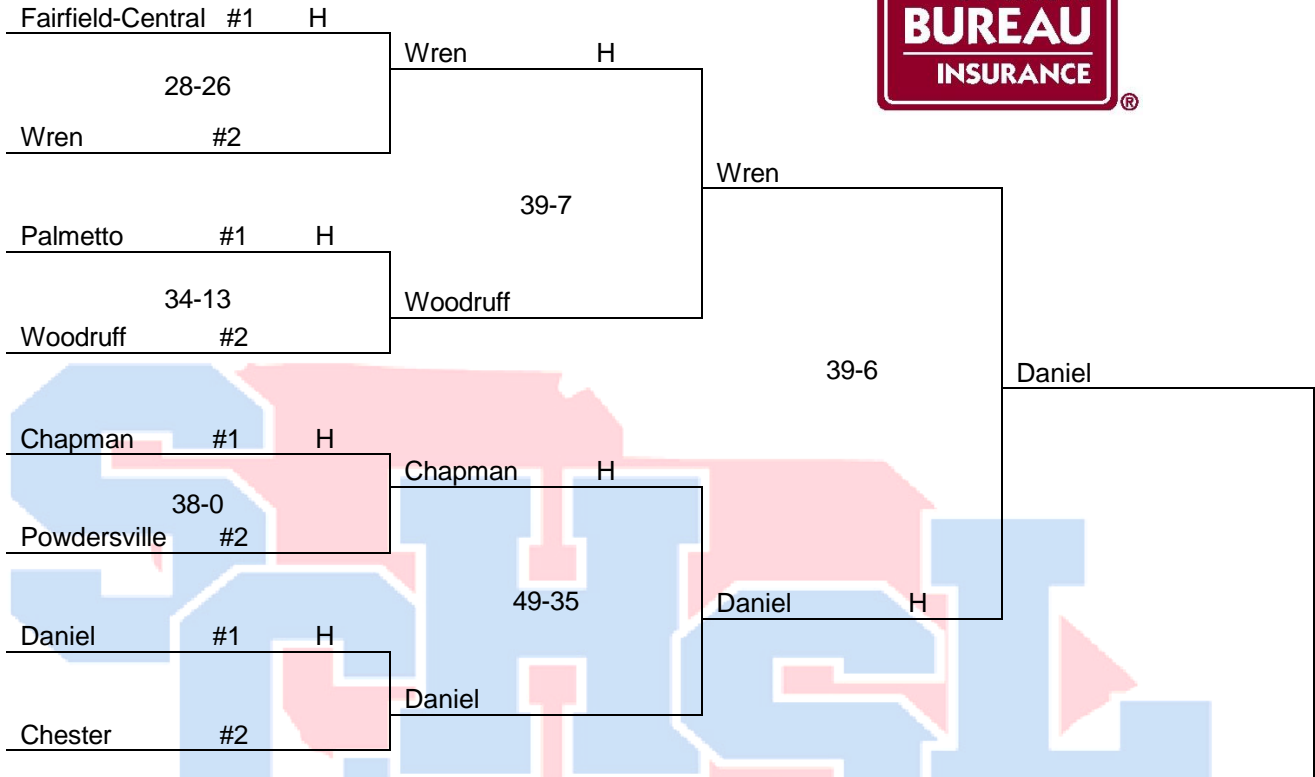 Fairfield-Central #1 H
BUREAU
INSURANCE
®
Wren H
28-26
Wren #2
Wren
39-7
Palmetto #1 H
34-13
Woodruff
Woodruff #2
39-6
Daniel
Chapman #1 H
Chapman H
38-0
Powdersville #2
49-35
Daniel H
Daniel #1 H
Daniel
Chester #2
SCHSL